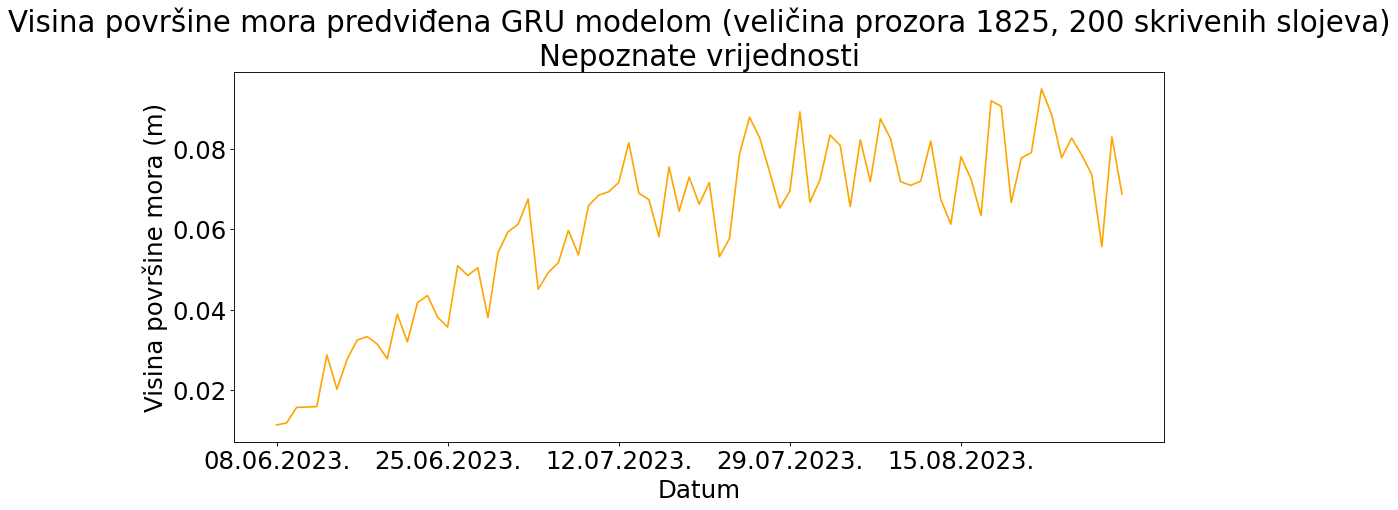 Visina površine mora predviđena GRU modelom (veličina prozora 1825, 200 skrivenih slojeva)
Nepoznate vrijednosti
Visina površine mora (m)
0.08
0.06
0.04
0.02
08.06.2023. 25.06.2023. 12.07.2023. 29.07.2023. 15.08.2023.
Datum